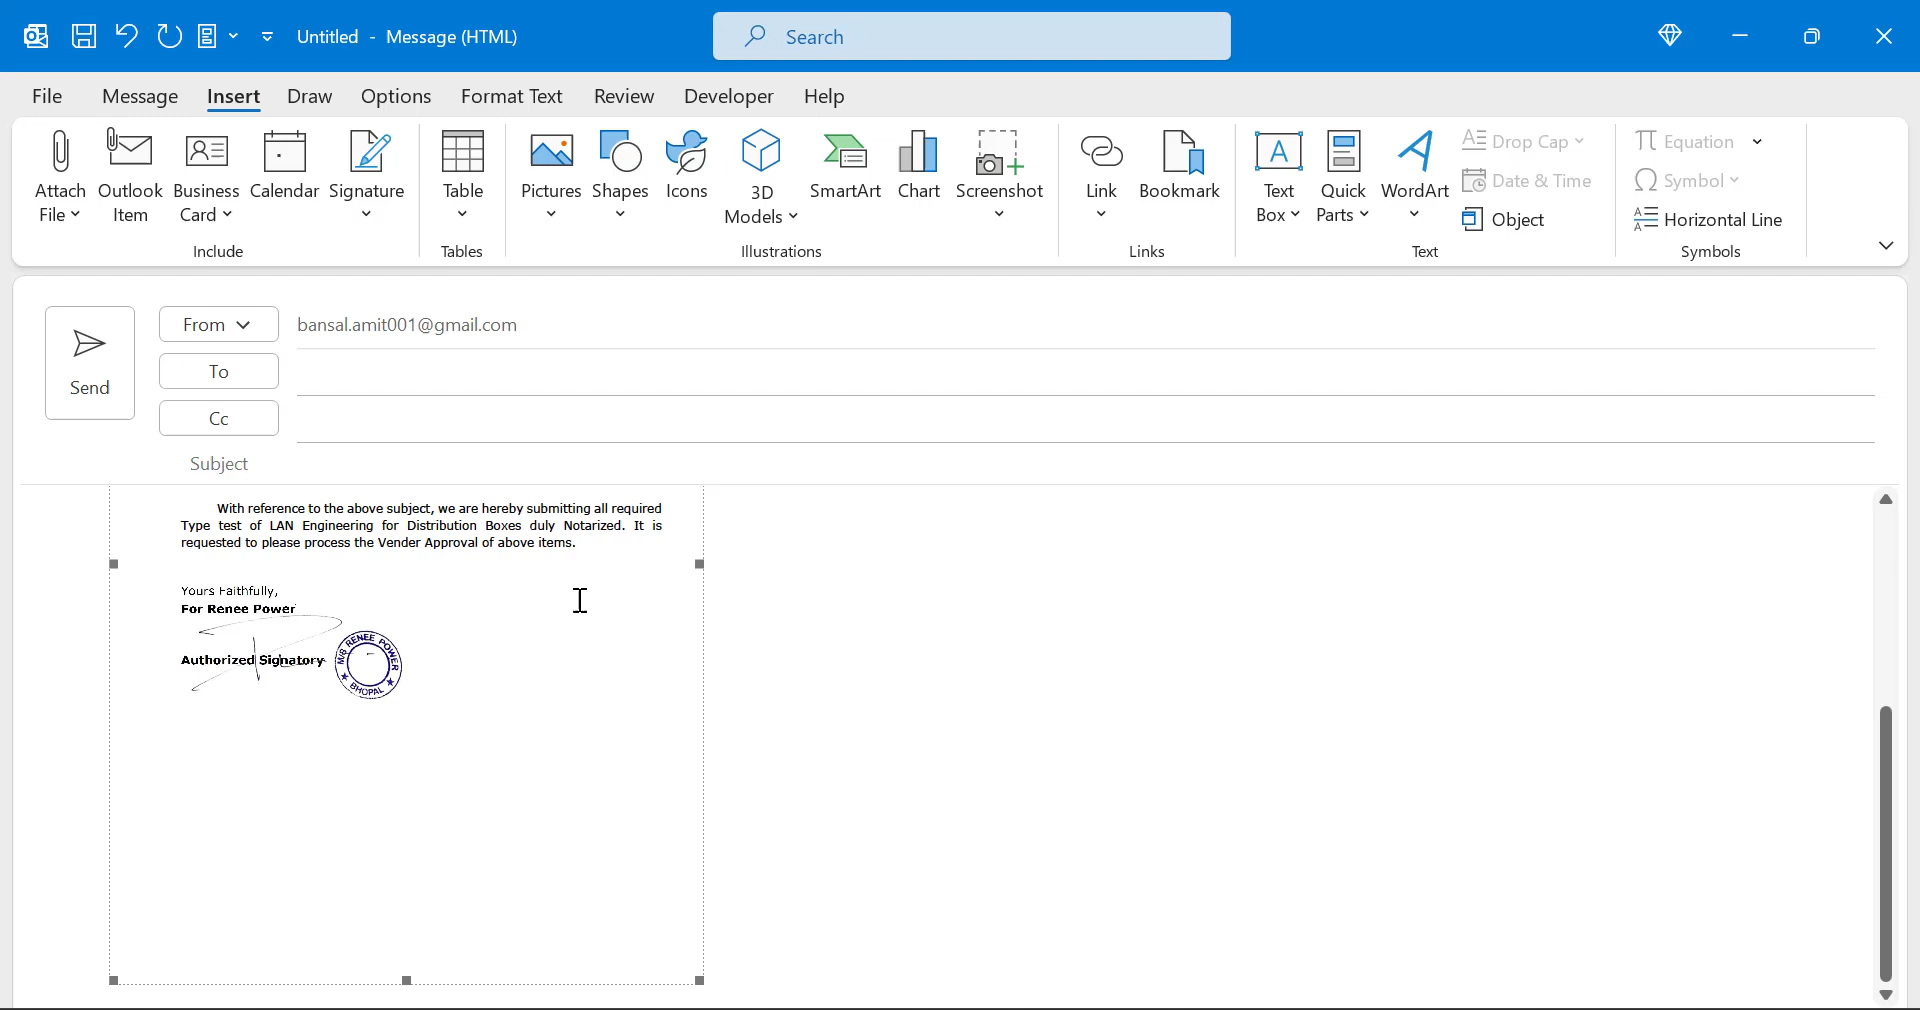 Untitled - Message (HTML)
Search
File Message Insert Draw Options Format Text Review Developer Help
Attach File
Outlook Item
Business Card
Calendar
Signature
Include
Table
Tables
Pictures
Shapes
Icons
3D Models
SmartArt
Chart
Screenshot
Illustrations
Link
Bookmark
Links
Text Box
Quick Parts
WordArt
Drop Cap
Date & Time
Object
Text
Equation
Symbol
Horizontal Line
Symbols
Send
From bansal.amit001@gmail.com
To
Cc
Subject
With reference to the above subject, we are hereby submitting all required
Type test of LAN Engineering for Distribution Boxes duly Notarized. It is
requested to please process the Vender Approval of above items.
Yours Faithfully,
For Renee Power
Authorized Signatory
M/S RENEE POWER
BHOPAL